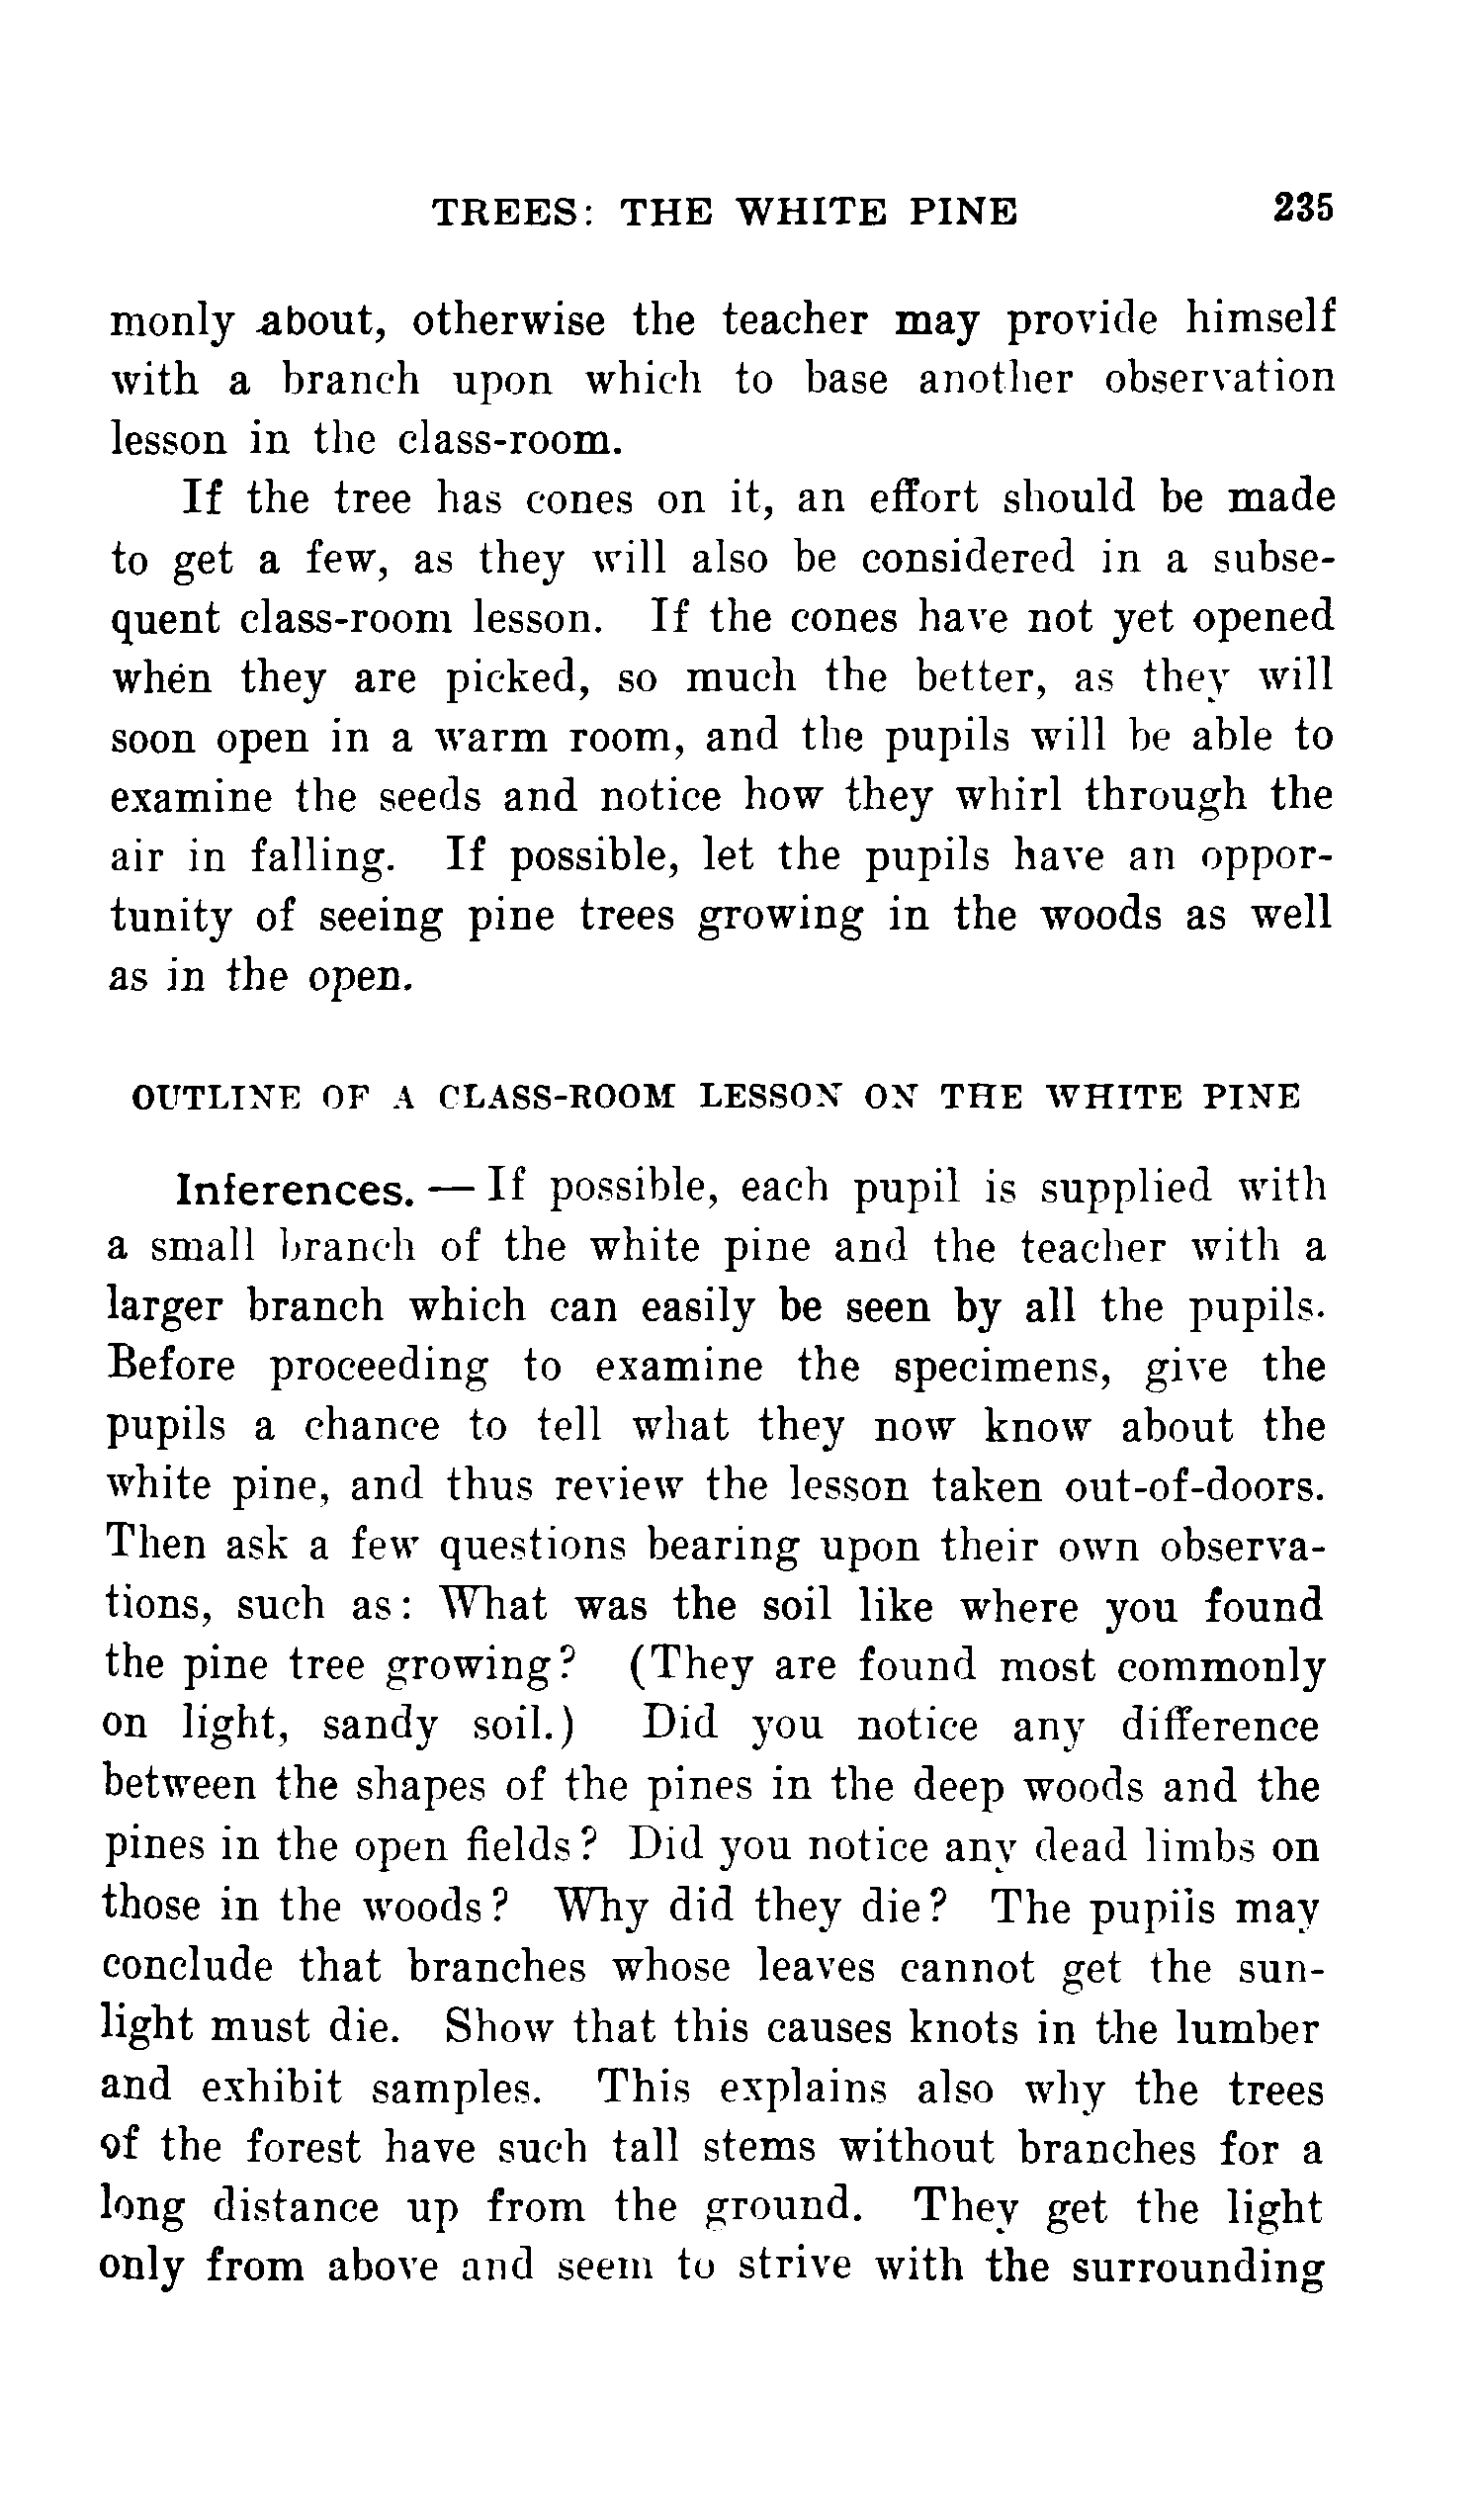 TREES: THE WHITE PINE 235
monly about, otherwise the teacher may provide himself
with a branch upon which to base another observation
lesson in the class-room.
If the tree has cones on it, an effort should be made
to get a few, as they will also be considered in a subse-
quent class-room lesson. If the cones have not yet opened
when they are picked, so much the better, as they will
soon open in a warm room, and the pupils will be able to
examine the seeds and notice how they whirl through the
air in falling. If possible, let the pupils have an oppor-
tunity of seeing pine trees growing in the woods as well
as in the open.
OUTLINE OF A CLASS-ROOM LESSON ON THE WHITE PINE
Inferences. — If possible, each pupil is supplied with
a small branch of the white pine and the teacher with a
larger branch which can easily be seen by all the pupils.
Before proceeding to examine the specimens, give the
pupils a chance to tell what they now know about the
white pine, and thus review the lesson taken out-of-doors.
Then ask a few questions bearing upon their own observa-
tions, such as: What was the soil like where you found
the pine tree growing? (They are found most commonly
on light, sandy soil.) Did you notice any difference
between the shapes of the pines in the deep woods and the
pines in the open fields? Did you notice any dead limbs on
those in the woods? Why did they die? The pupils may
conclude that branches whose leaves cannot get the sun-
light must die. Show that this causes knots in the lumber
and exhibit samples. This explains also why the trees
of the forest have such tall stems without branches for a
long distance up from the ground. They get the light
only from above and seem to strive with the surrounding